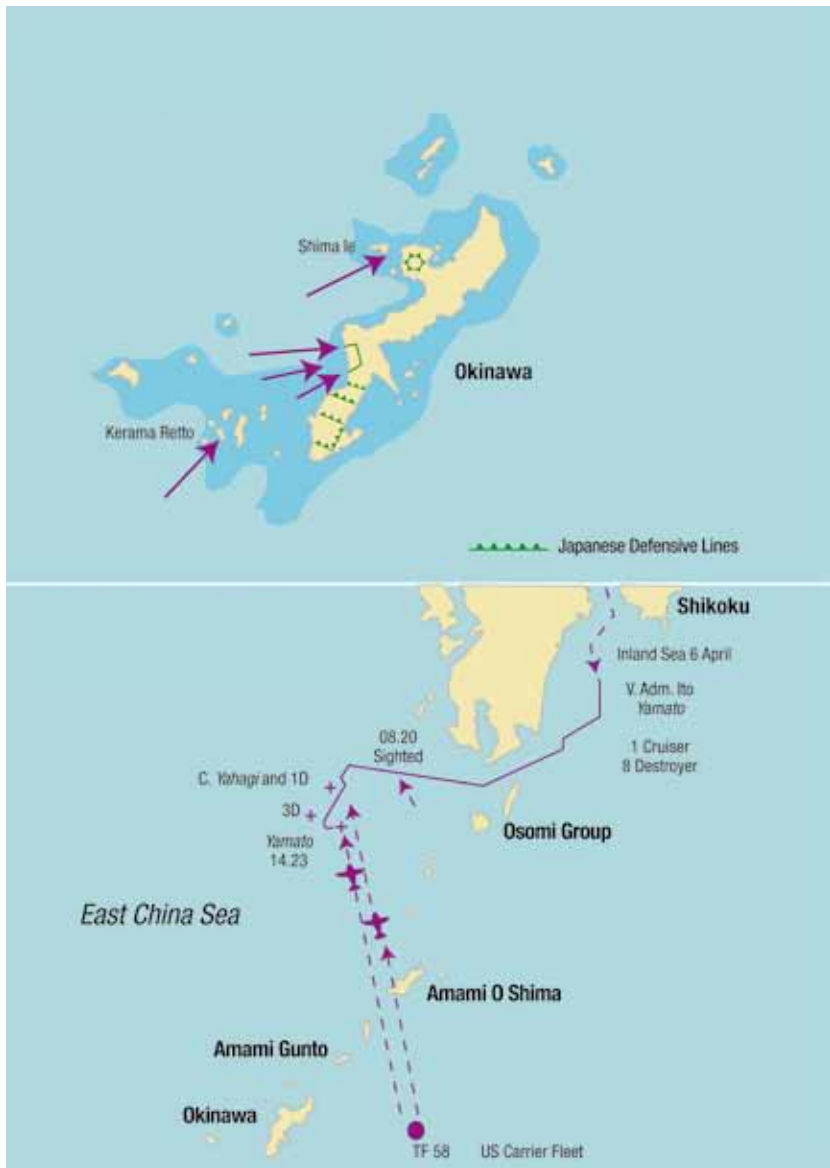 Shima Ie
Okinawa
Kerama Retto
Japanese Defensive Lines
Shikoku
Inland Sea 6 April
V. Adm. Ito
Yamato
1 Cruiser
8 Destroyer
08.20
Sighted
C. Yahagi and 1D
3D
Yamato
14.23
Osomi Group
East China Sea
Amami O Shima
Amami Gunto
Okinawa
TF 58 US Carrier Fleet